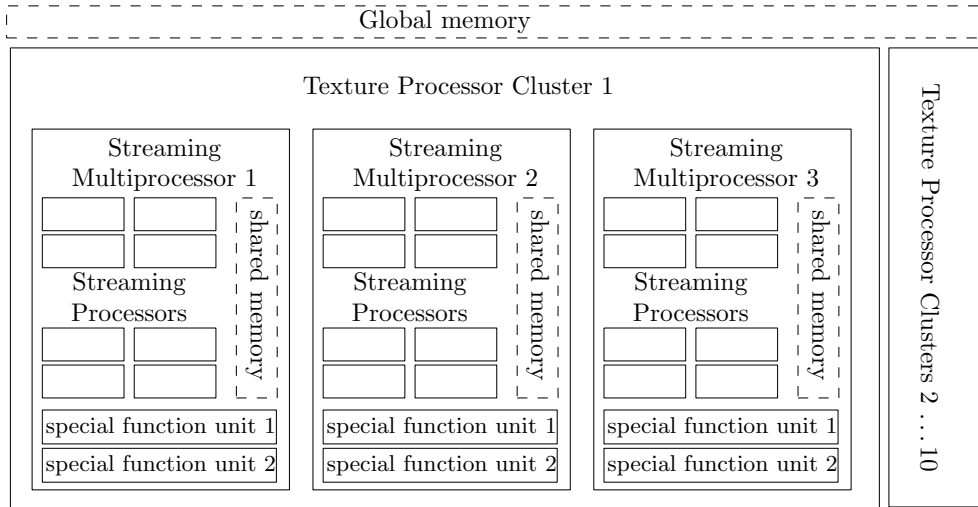 Global memory
Texture Processor Cluster 1
Streaming
Multiprocessor 1
shared memory
Streaming
Processors
special function unit 1
special function unit 2
Streaming
Multiprocessor 2
shared memory
Streaming
Processors
special function unit 1
special function unit 2
Streaming
Multiprocessor 3
shared memory
Streaming
Processors
special function unit 1
special function unit 2
Texture Processor Clusters 2 . . . 10